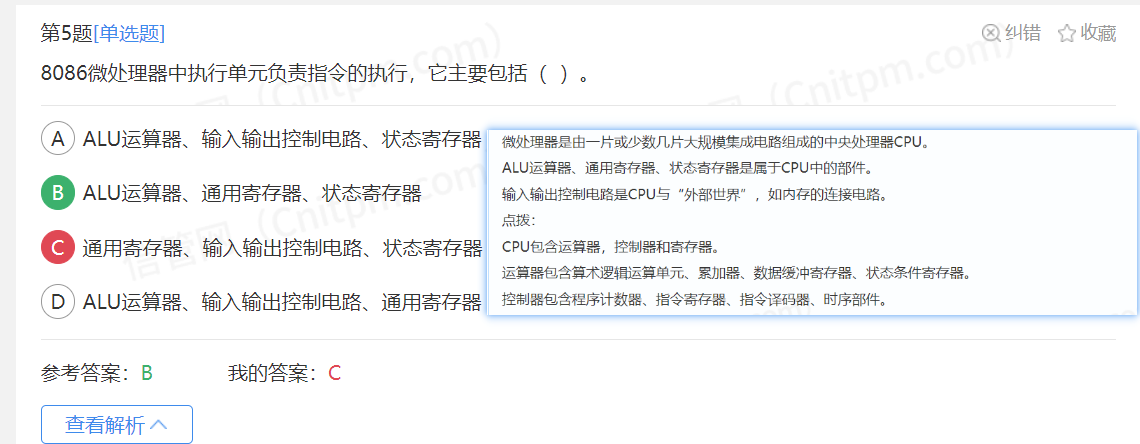 第5题[单选题]
纠错
收藏
8086微处理器中执行单元负责指令的执行，它主要包括（ ）。
A ALU运算器、输入输出控制电路、状态寄存器
B ALU运算器、通用寄存器、状态寄存器
C 通用寄存器、输入输出控制电路、状态寄存器
D ALU运算器、输入输出控制电路、通用寄存器
微处理器是由一片或少数几片大规模集成电路组成的中央处理器CPU。
ALU运算器、通用寄存器、状态寄存器是属于CPU中的部件。
输入输出控制电路是CPU与“外部世界”，如内存的连接电路。
点拨：
CPU包含运算器，控制器和寄存器。
运算器包含算术逻辑运算单元、累加器、数据缓冲寄存器、状态条件寄存器。
控制器包含程序计数器、指令寄存器、指令译码器、时序部件。
参考答案：B 我的答案：C
查看解析
信管网（Cnitpm.com）